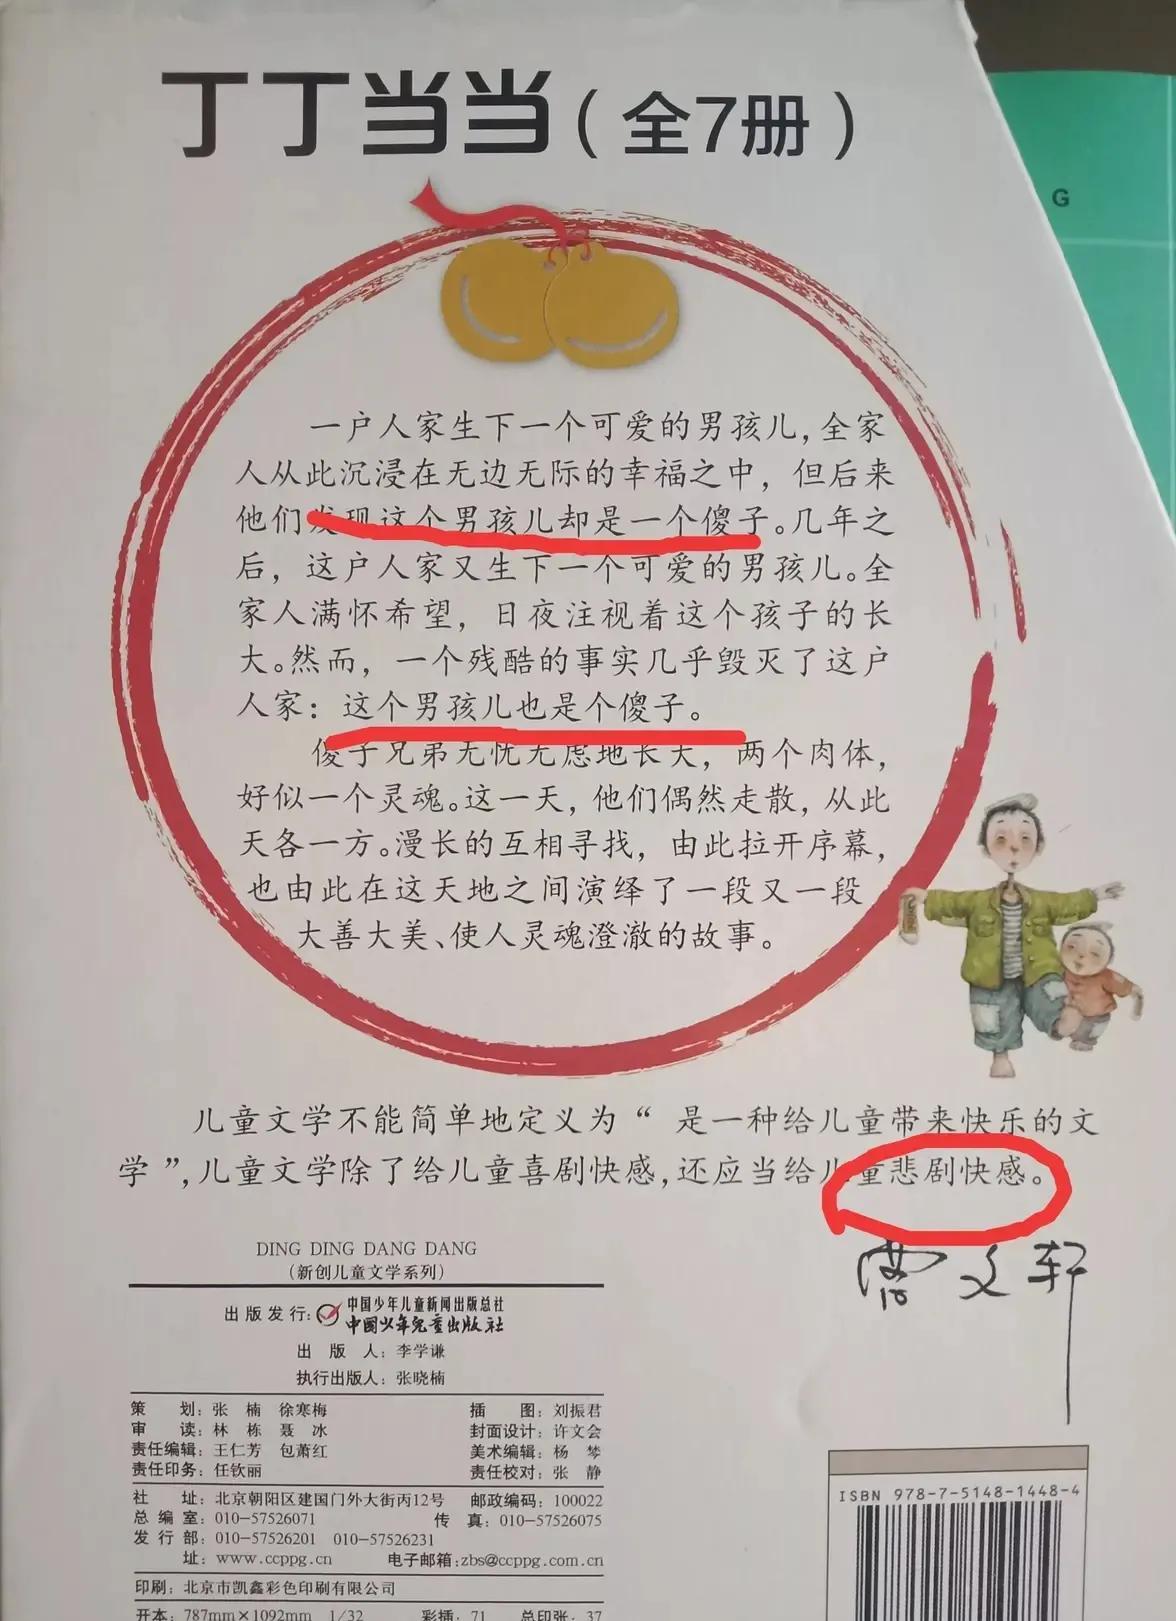 丁丁当当（全7册）
G
一户人家生下一个可爱的男孩儿，全家
人从此沉浸在无边无际的幸福之中，但后来
他们发现这个男孩儿却是一个傻子。几年之
后，这户人家又生下一个可爱的男孩儿。全
家人满怀希望，日夜注视着这个孩子的长
大。然而，一个残酷的事实几乎毁灭了这户
人家：这个男孩儿也是个傻子。
傻子兄弟无忧无虑地长大，两个肉体，
好似一个灵魂。这一天，他们偶然走散，从此
天各一方。漫长的互相寻找，由此拉开序幕，
也由此在这天地之间演绎了一段又一段
大善大美、使人灵魂澄澈的故事。
儿童文学不能简单地定义为“是一种给儿童带来快乐的文
学”，儿童文学除了给儿童喜剧快感，还应当给儿童悲剧快感。
曹文轩
DING DING DANG DANG
（新创儿童文学系列）
出版发行：中国少年儿童新闻出版总社
中国少年儿童出版社
出 版 人：李学谦
执行出版人：张晓楠
策 划：张 楠 徐寒梅 插 图：刘振君
审 读：林 栋 聂 冰 封面设计：许文会
责任编辑：王仁芳 包萧红 美术编辑：杨 棽
责任印务：任钦丽 责任校对：张 静
社 址：北京朝阳区建国门外大街丙12号 邮政编码：100022
总 编 室：010-57526071 传 真：010-57526075
发 行 部：010-57526201 010-57526231
址：www.ccppg.cn 电子邮箱：zbs@ccppg.com.cn
印刷：北京市凯鑫彩色印刷有限公司
开本：787mm×1092mm 1/32 彩插：71 总印张：37
ISBN 978-7-5148-1448-4